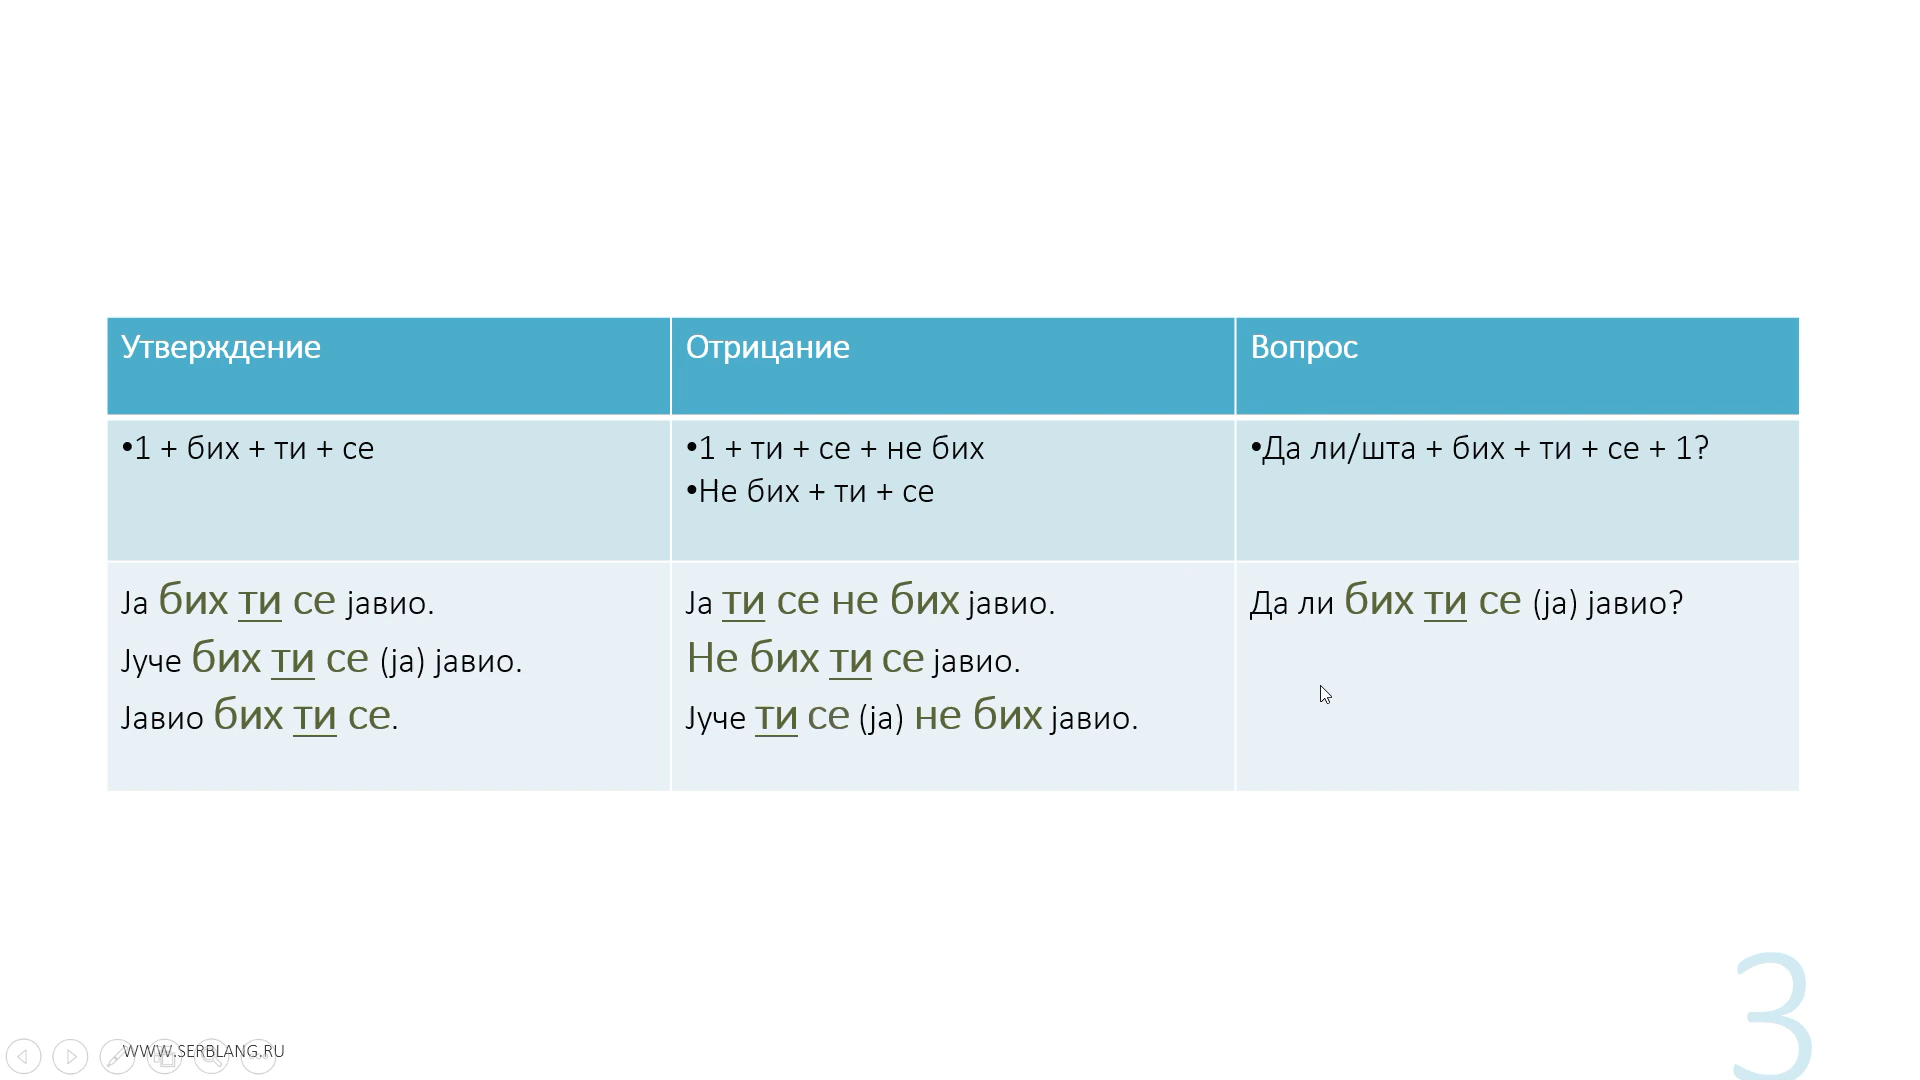 Утверждение
Отрицание
Вопрос
•1 + бих + ти + се
•1 + ти + се + не бих
•Не бих + ти + се
•Да ли/шта + бих + ти + се + 1?
Ја бих ти се јавио.
Јуче бих ти се (ја) јавио.
Јавио бих ти се.
Ја ти се не бих јавио.
Не бих ти се јавио.
Јуче ти се (ја) не бих јавио.
Да ли бих ти се (ја) јавио?
WWW.SERBLANG.RU
3